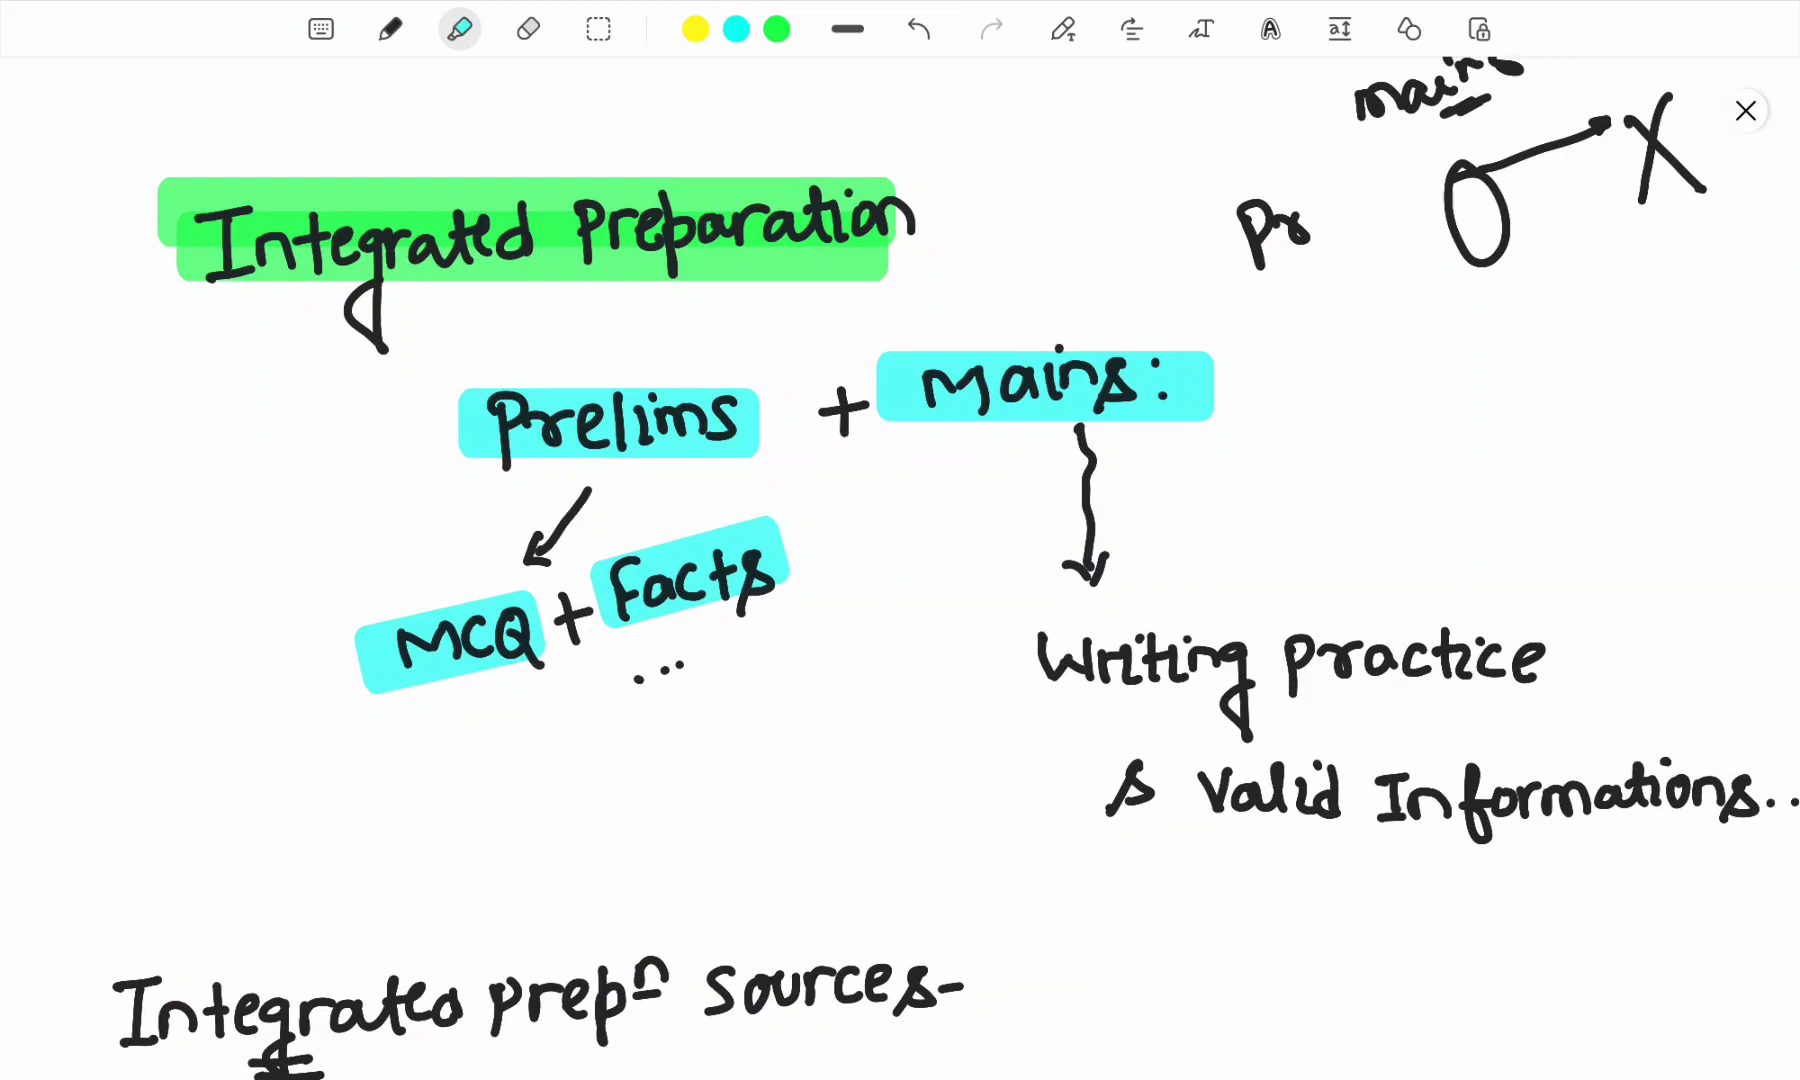 Mains
Integrated Preparation
Pr
Prelims + Mains:
MCQ + Facts
...
Writing practice
Valid Informations..
Integrated prepn sources-